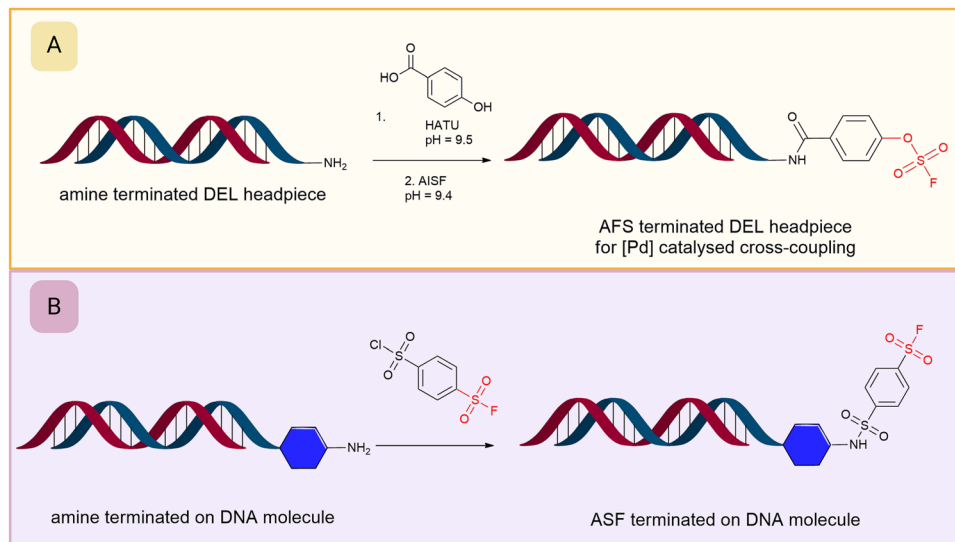 A
O
HO
OH
1.
HATU
pH = 9.5
NH₂
2. AISF
pH = 9.4
O
NH
O
S
O
O
F
amine terminated DEL headpiece
AFS terminated DEL headpiece
for [Pd] catalysed cross-coupling
B
Cl
O
S
O
O
S
F
O
NH₂
F
O
S
O
O
S
O
NH
amine terminated on DNA molecule
ASF terminated on DNA molecule